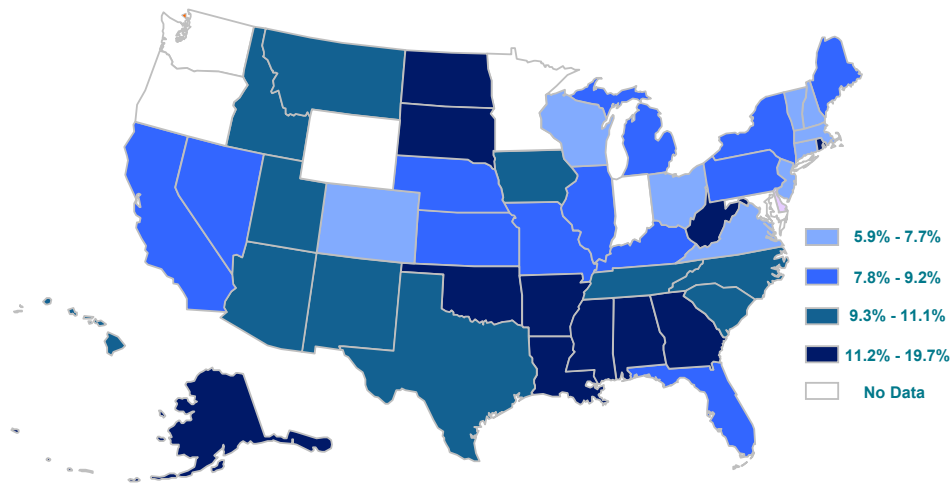 5.9% - 7.7%
7.8% - 9.2%
9.3% - 11.1%
11.2% - 19.7%
No Data